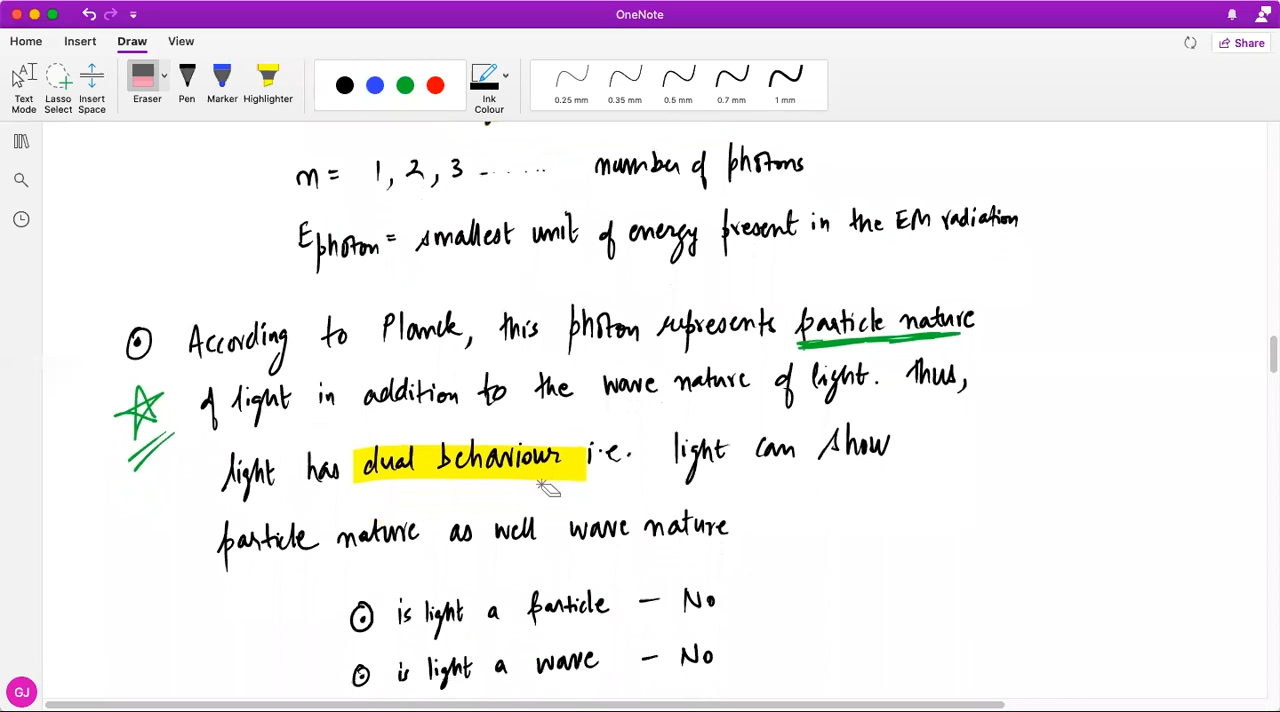 OneNote
Home Insert Draw View
Share
Text Mode
Lasso Select
Insert Space
Eraser
Pen
Marker
Highlighter
Ink Colour
0.25 mm
0.35 mm
0.5 mm
0.7 mm
1 mm
n = 1, 2, 3 ...... number of photons
Ephoton = smallest unit of energy present in the EM radiation
According to Planck, this photon represents particle nature
of light in addition to the wave nature of light. Thus,
light has dual behaviour i.e. light can show
particle nature as well wave nature
is light a particle - No
is light a wave - No
GJ